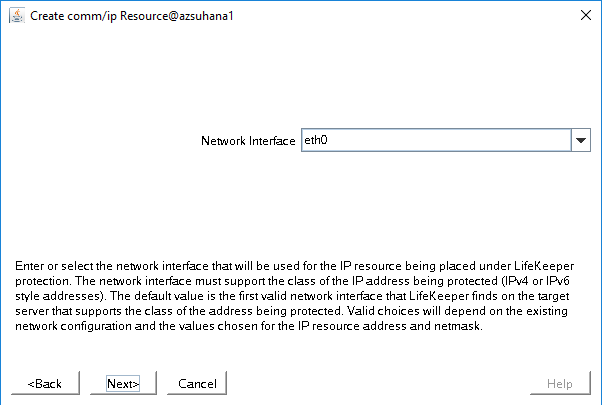 Create comm/ip Resource@azsuhana1
Network Interface eth0
Enter or select the network interface that will be used for the IP resource being placed under LifeKeeper
protection. The network interface must support the class of the IP address being protected (IPv4 or IPv6
style addresses). The default value is the first valid network interface that LifeKeeper finds on the target
server that supports the class of the address being protected. Valid choices will depend on the existing
network configuration and the values chosen for the IP resource address and netmask.
<Back Next> Cancel Help